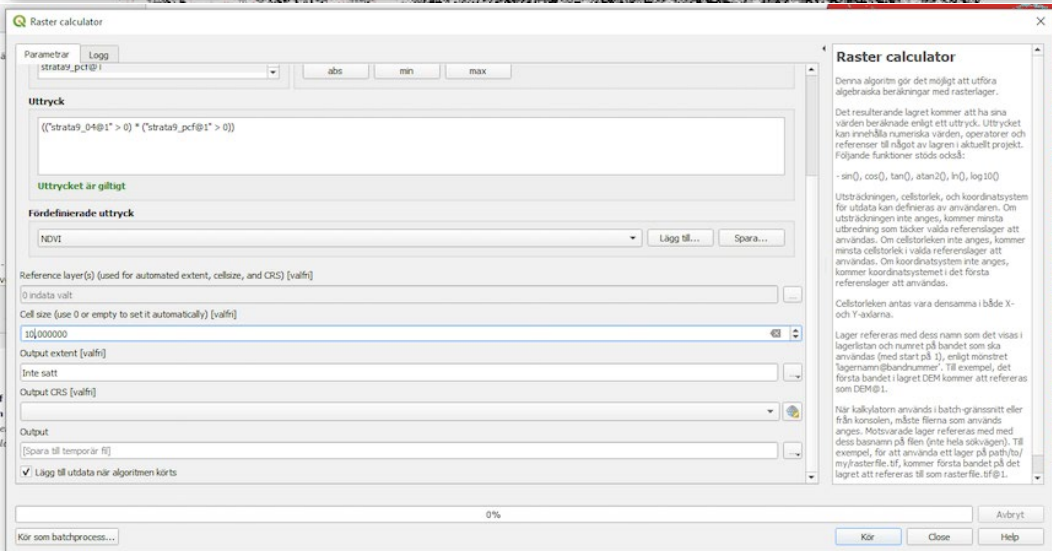 Raster calculator
Parametrar
Logg
strata9_pcf@1
abs
min
max
Uttryck
(("strata9_04@1" > 0) * ("strata9_pcf@1" > 0))
Uttrycket är giltigt
Fördefinierade uttryck
NDVI
Lägg till...
Spara...
Reference layer(s) (used for automated extent, cellsize, and CRS) [valfri]
0 indata valt
...
Cell size (use 0 or empty to set it automatically) [valfri]
10,000000
Output extent [valfri]
Inte satt
...
Output CRS [valfri]
Output
[Spara till temporär fil]
...
Lägg till utdata när algoritmen körts
0%
Avbryt
Kör som batchprocess...
Kör
Close
Help
Raster calculator
Denna algoritm gör det möjligt att utföra
algebraiska beräkningar med rasterlager.
Det resulterande lagret kommer att ha sina
värden beräknade enligt ett uttryck. Uttrycket
kan innehålla numeriska värden, operatorer och
referenser till något av lagren i aktuellt projekt.
Följande funktioner stöds också:
- sin(), cos(), tan(), atan2(), ln(), log10()
Utsträckningen, cellstorlek, och koordinatsystem
för utdata kan definieras av användaren. Om
utsträckningen inte anges, kommer minsta
utbredning som täcker valda referenslager att
användas. Om cellstorleken inte anges, kommer
minsta cellstorlek i valda referenslager att
användas. Om koordinatsystem inte anges,
kommer koordinatsystemet i det första
referenslager att användas.
Cellstorleken antas vara densamma i både X-
och Y-axlarna.
Lager refereras med dess namn som det visas i
lagerlistan och numret på bandet som ska
användas (med start på 1), enligt mönstret
'lagernamn@bandnummer'. Till exempel, det
första bandet i lagret DEM kommer att refereras
som DEM@1.
När kalkylatorn används i batch-gränssnitt eller
från konsolen, måste filerna som används
anges. Motsvarade lager refereras med med
dess basnamn på filen (inte hela sökvägen). Till
exempel, för att använda ett lager på path/to/
my/rasterfile.tif, kommer första bandet på det
lagret att refereras till som rasterfile.tif@1.